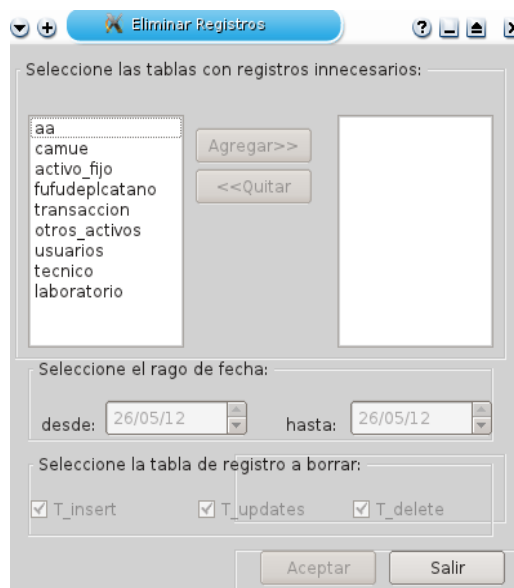 Eliminar Registros
Seleccione las tablas con registros innecesarios:
aa
camue
activo_fijo
fufudeplcatano
transaccion
otros_activos
usuarios
tecnico
laboratorio
Agregar>>
<<Quitar
Seleccione el rago de fecha:
desde: 26/05/12 hasta: 26/05/12
Seleccione la tabla de registro a borrar:
T_insert T_updates T_delete
Aceptar Salir